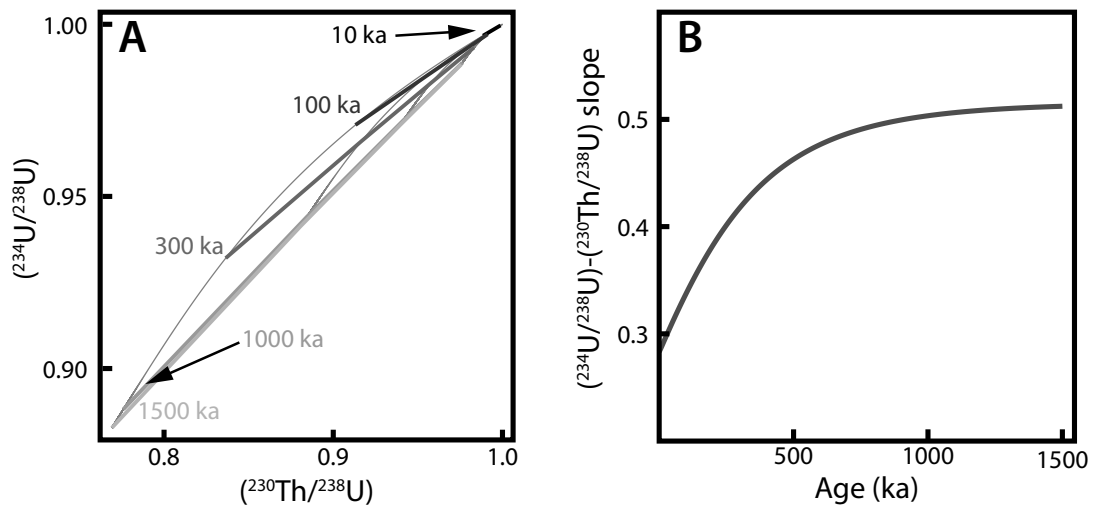 A
1.00
0.95
0.90
(²³⁴U/²³⁸U)
10 ka
100 ka
300 ka
1000 ka
1500 ka
0.8
0.9
1.0
(²³⁰Th/²³⁸U)
B
(²³⁴U/²³⁸U)-(²³⁰Th/²³⁸U) slope
0.5
0.4
0.3
500
1000
1500
Age (ka)